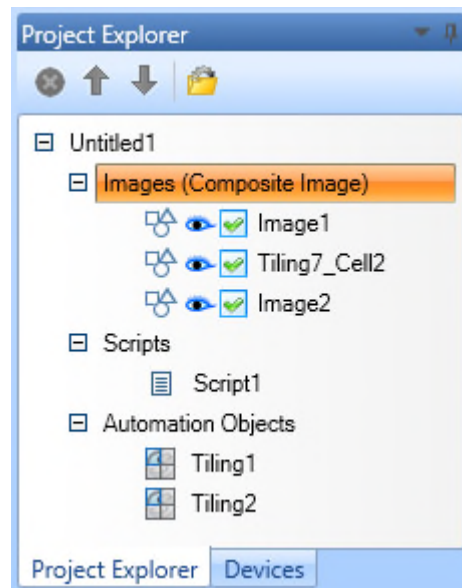 Project Explorer
Untitled1
Images (Composite Image)
Image1
Tiling7_Cell2
Image2
Scripts
Script1
Automation Objects
Tiling1
Tiling2
Project Explorer Devices